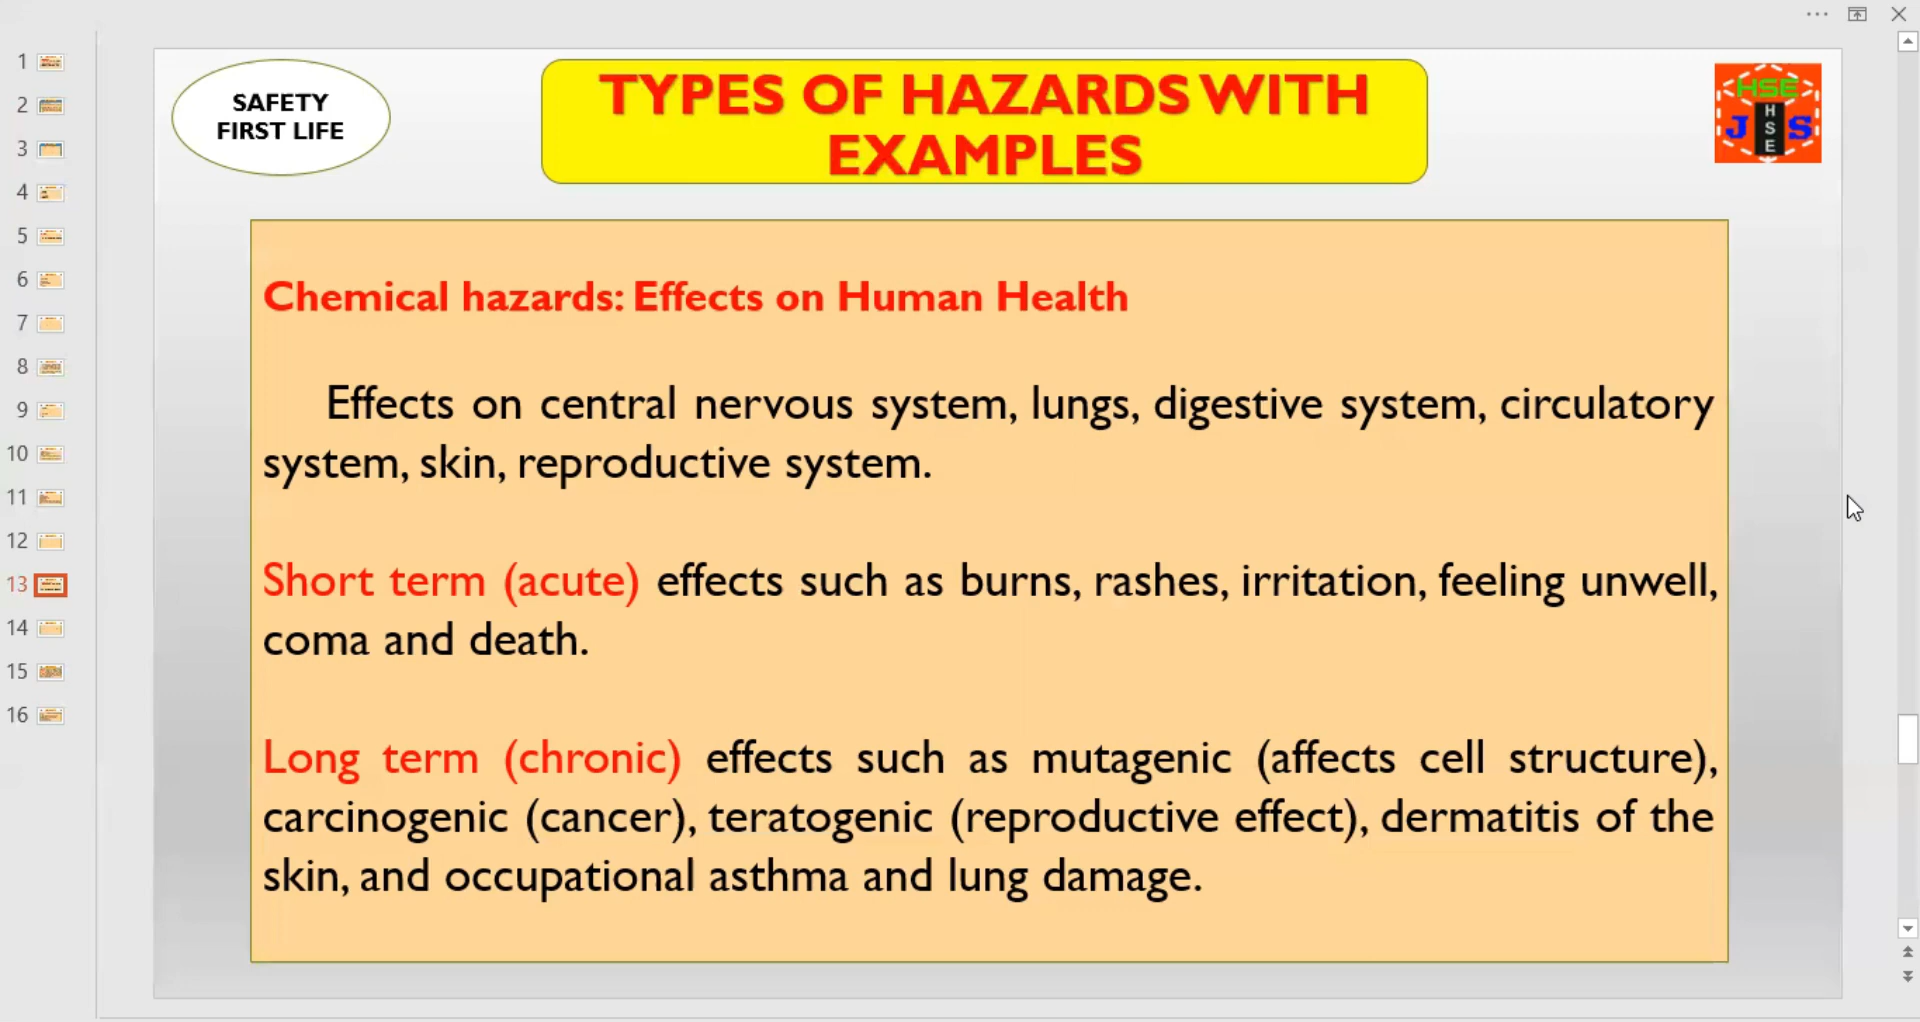 1
2
3
4
5
6
7
8
9
10
11
12
13
14
15
16
SAFETY
FIRST LIFE
TYPES OF HAZARDS WITH
EXAMPLES
HSE
J HSE S
Chemical hazards: Effects on Human Health
Effects on central nervous system, lungs, digestive system, circulatory
system, skin, reproductive system.
Short term (acute) effects such as burns, rashes, irritation, feeling unwell,
coma and death.
Long term (chronic) effects such as mutagenic (affects cell structure),
carcinogenic (cancer), teratogenic (reproductive effect), dermatitis of the
skin, and occupational asthma and lung damage.